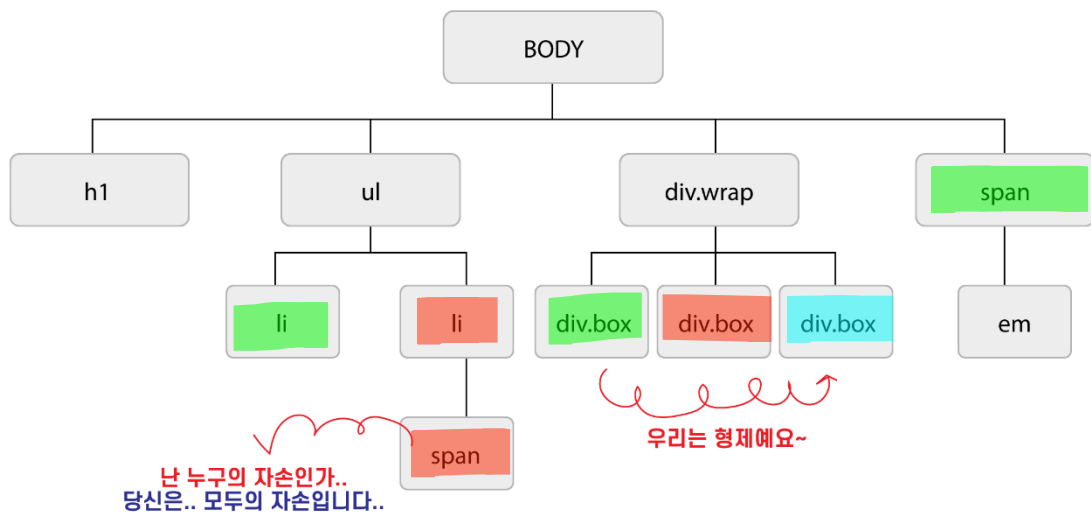 BODY
h1
ul
div.wrap
span
li
li
div.box
div.box
div.box
em
우리는 형제예요~
span
난 누구의 자손인가..
당신은.. 모두의 자손입니다..